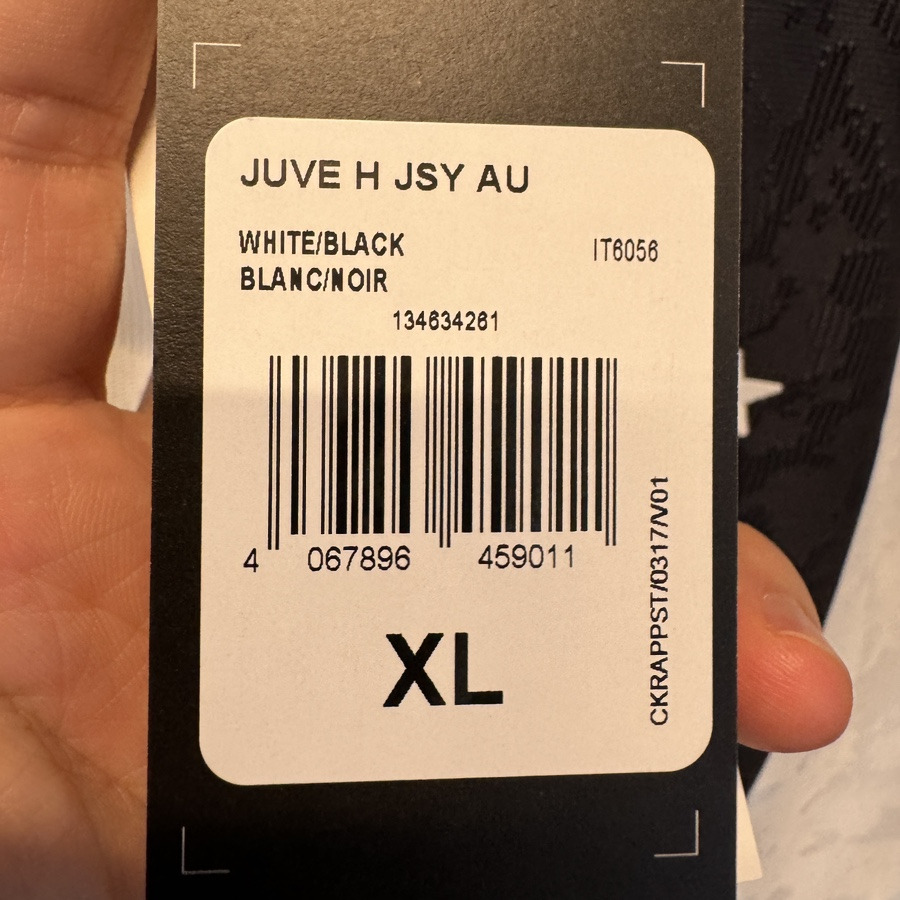 JUVE H JSY AU
WHITE/BLACK
IT6056
BLANC/NOIR
134634261
4 067896 459011
XL
CKRAPPST/0317/V01